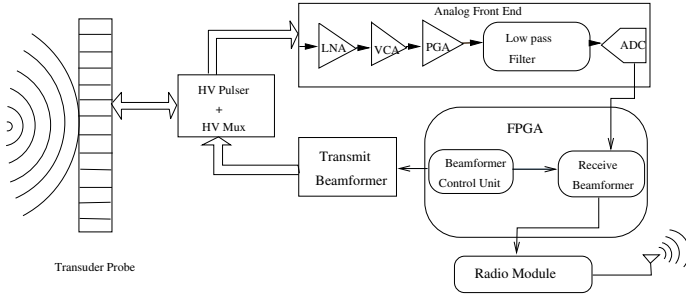 Analog Front End
LNA
VCA
PGA
Low pass
Filter
ADC
HV Pulser
+
HV Mux
FPGA
Transmit
Beamformer
Beamformer
Control Unit
Receive
Beamformer
Transuder Probe
Radio Module